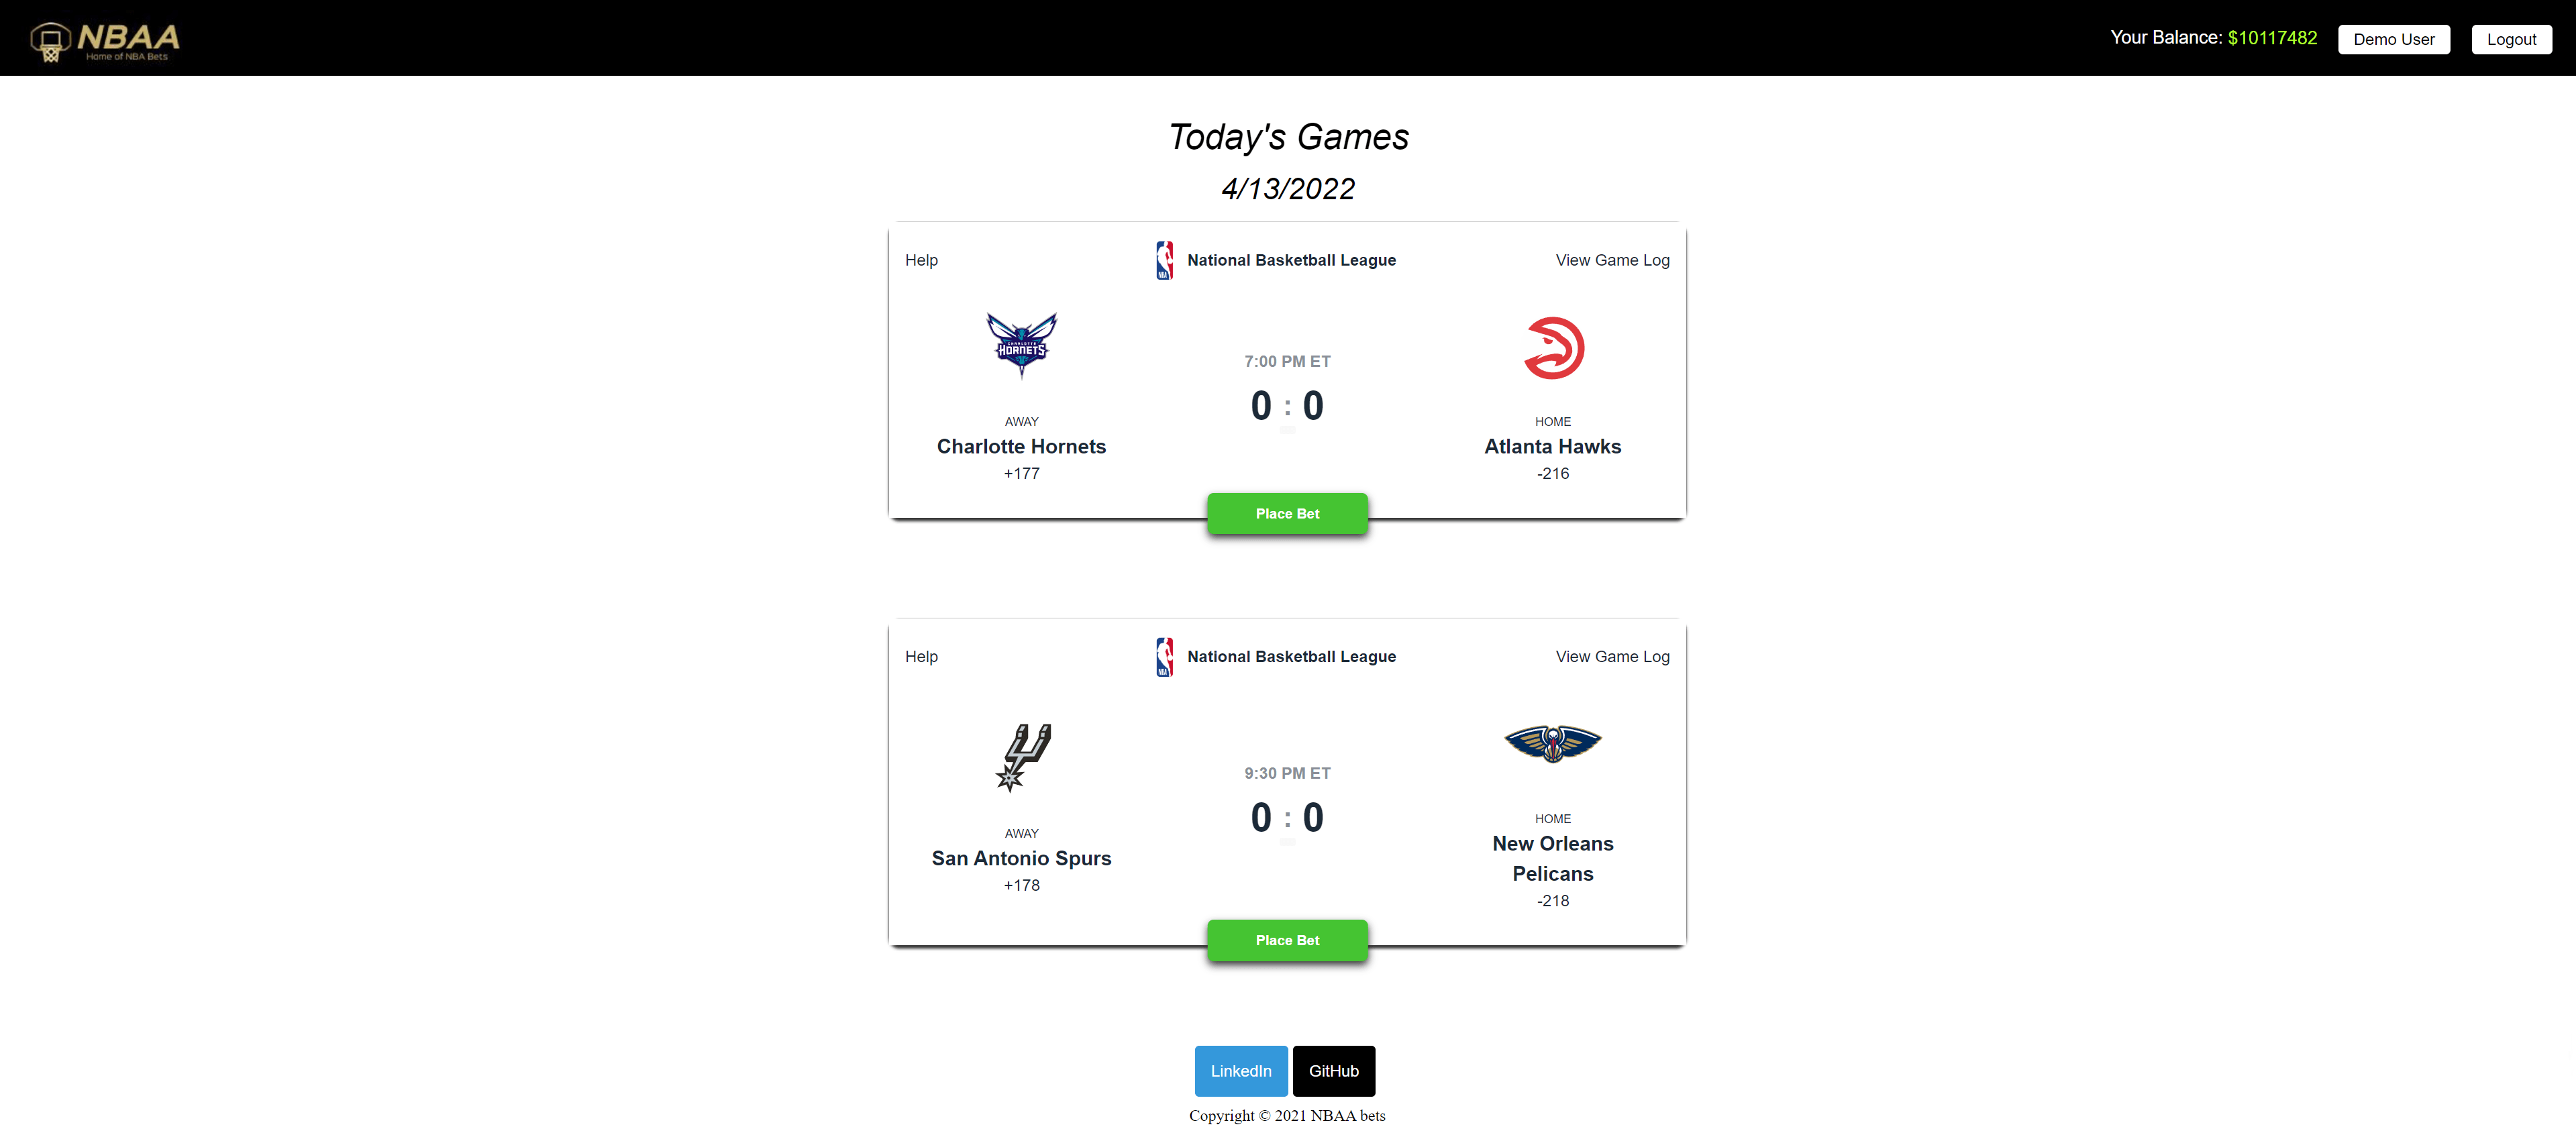 NBAA
Home of NBA Bets
Your Balance: $10117482
Demo User
Logout
Today's Games
4/13/2022
Help
NBA
National Basketball League
View Game Log
CHARLOTTE
HORNETS
7:00 PM ET
0 : 0
AWAY
Charlotte Hornets
+177
HOME
Atlanta Hawks
-216
Place Bet
Help
NBA
National Basketball League
View Game Log
9:30 PM ET
0 : 0
AWAY
San Antonio Spurs
+178
HOME
New Orleans
Pelicans
-218
Place Bet
LinkedIn
GitHub
Copyright © 2021 NBAA bets